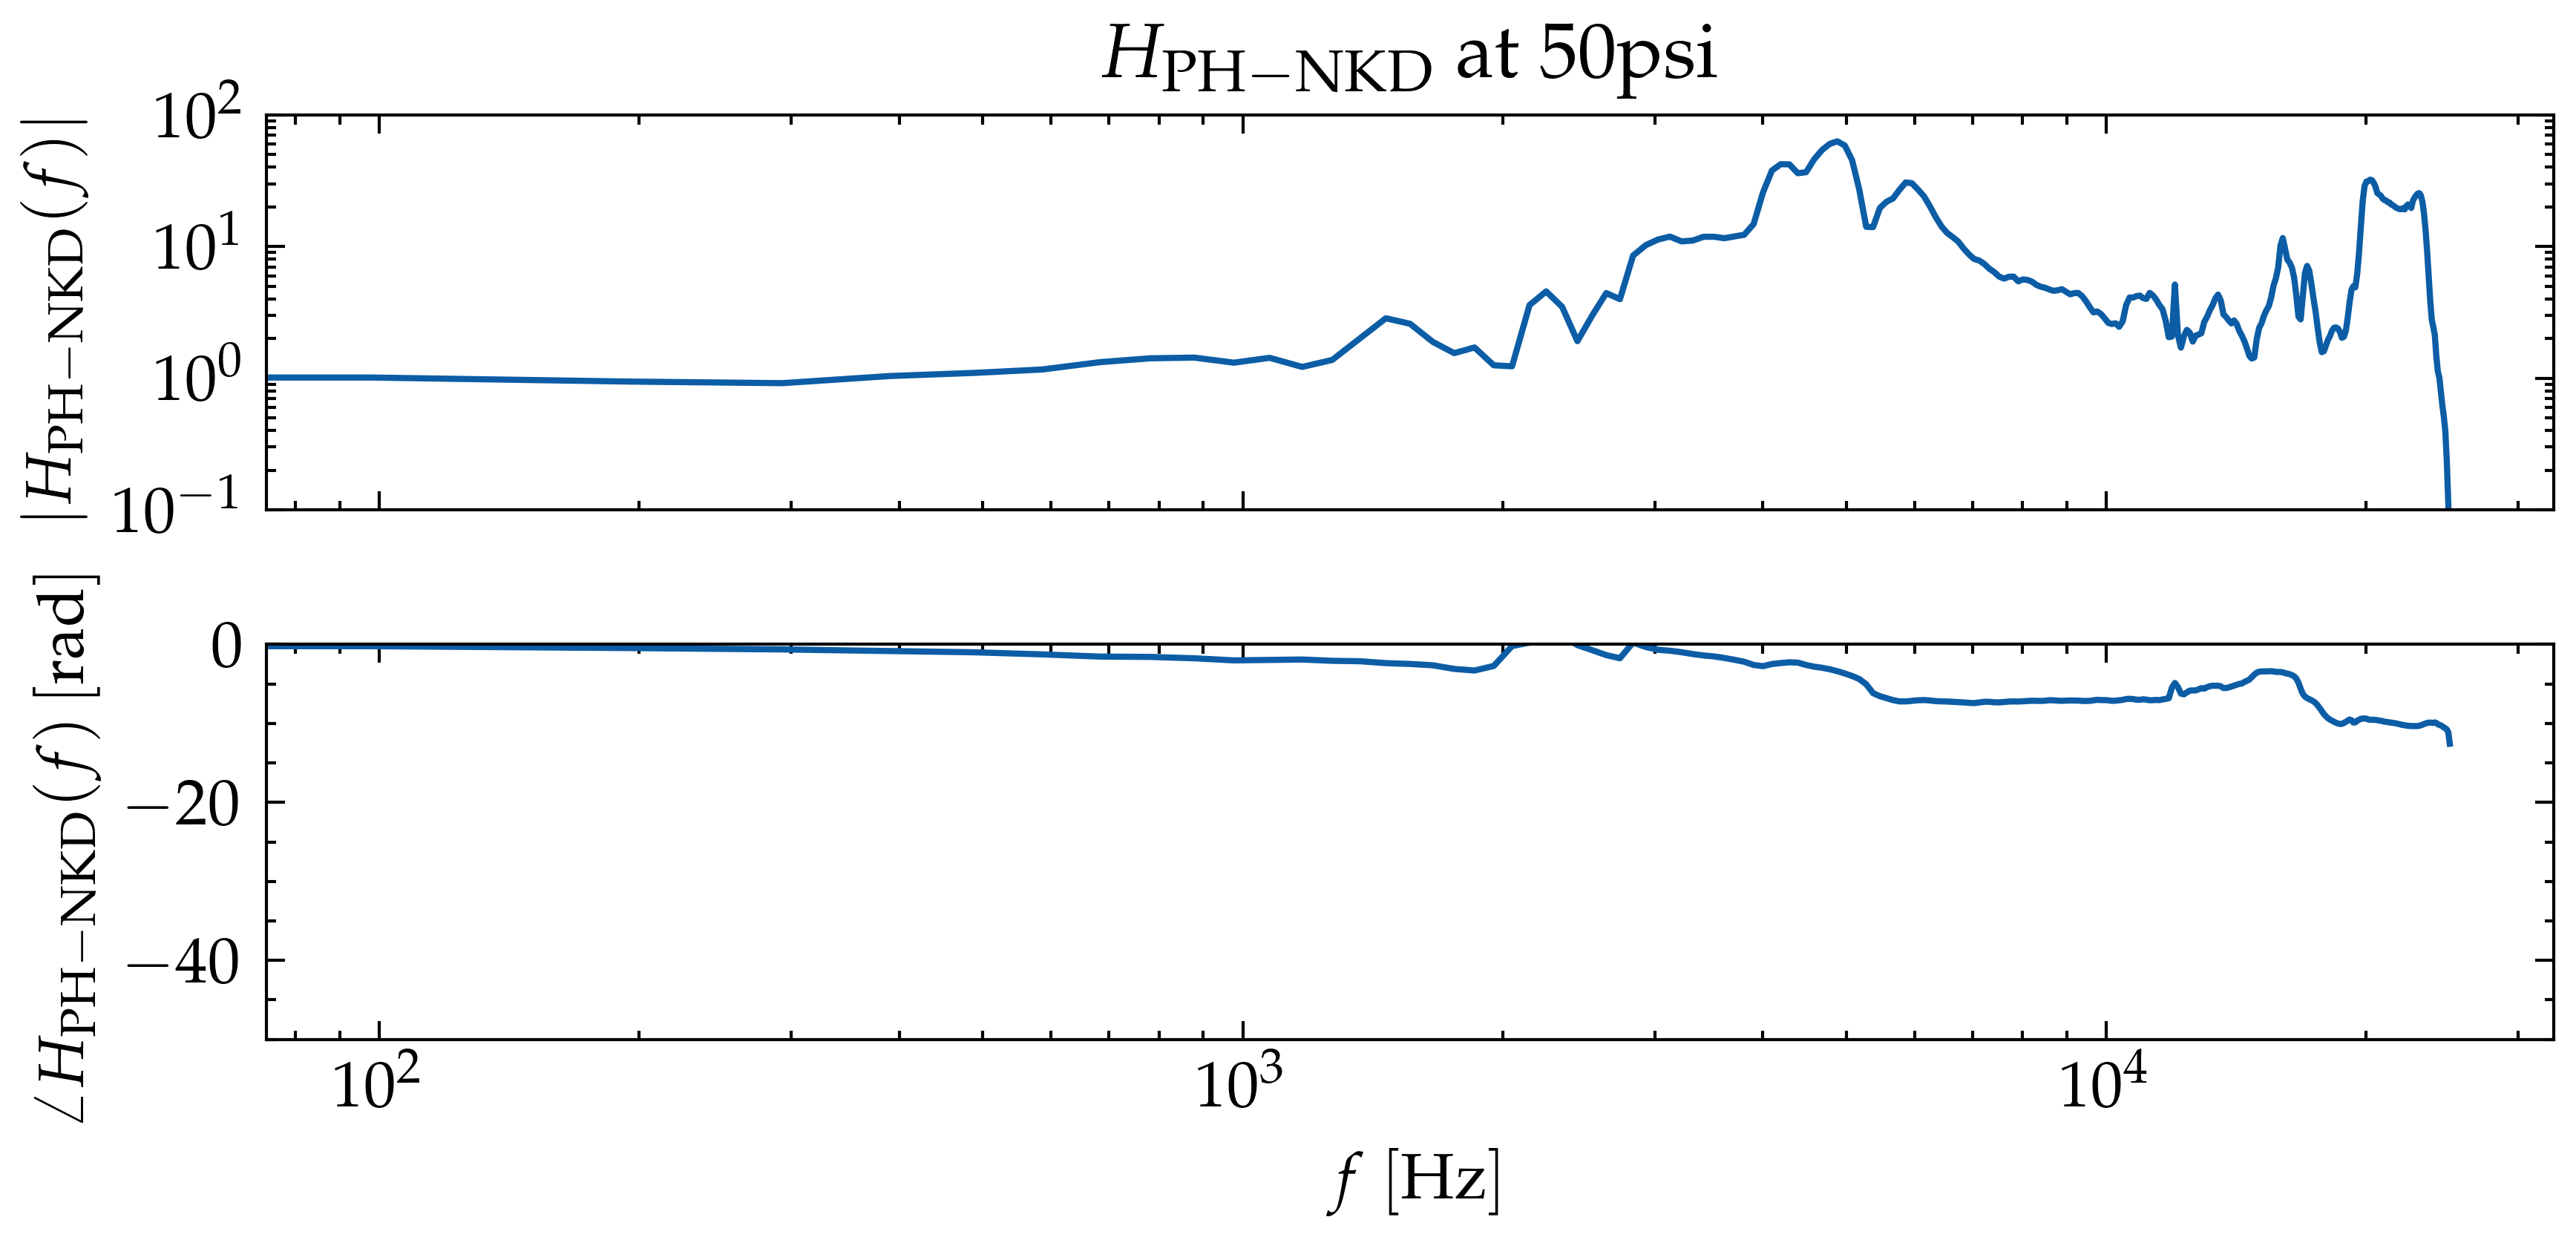 H_PH−NKD at 50psi
|H_PH−NKD(f)|
10^2
10^1
10^0
10^−1
∠H_PH−NKD(f) [rad]
0
−20
−40
10^2 10^3 10^4
f [Hz]